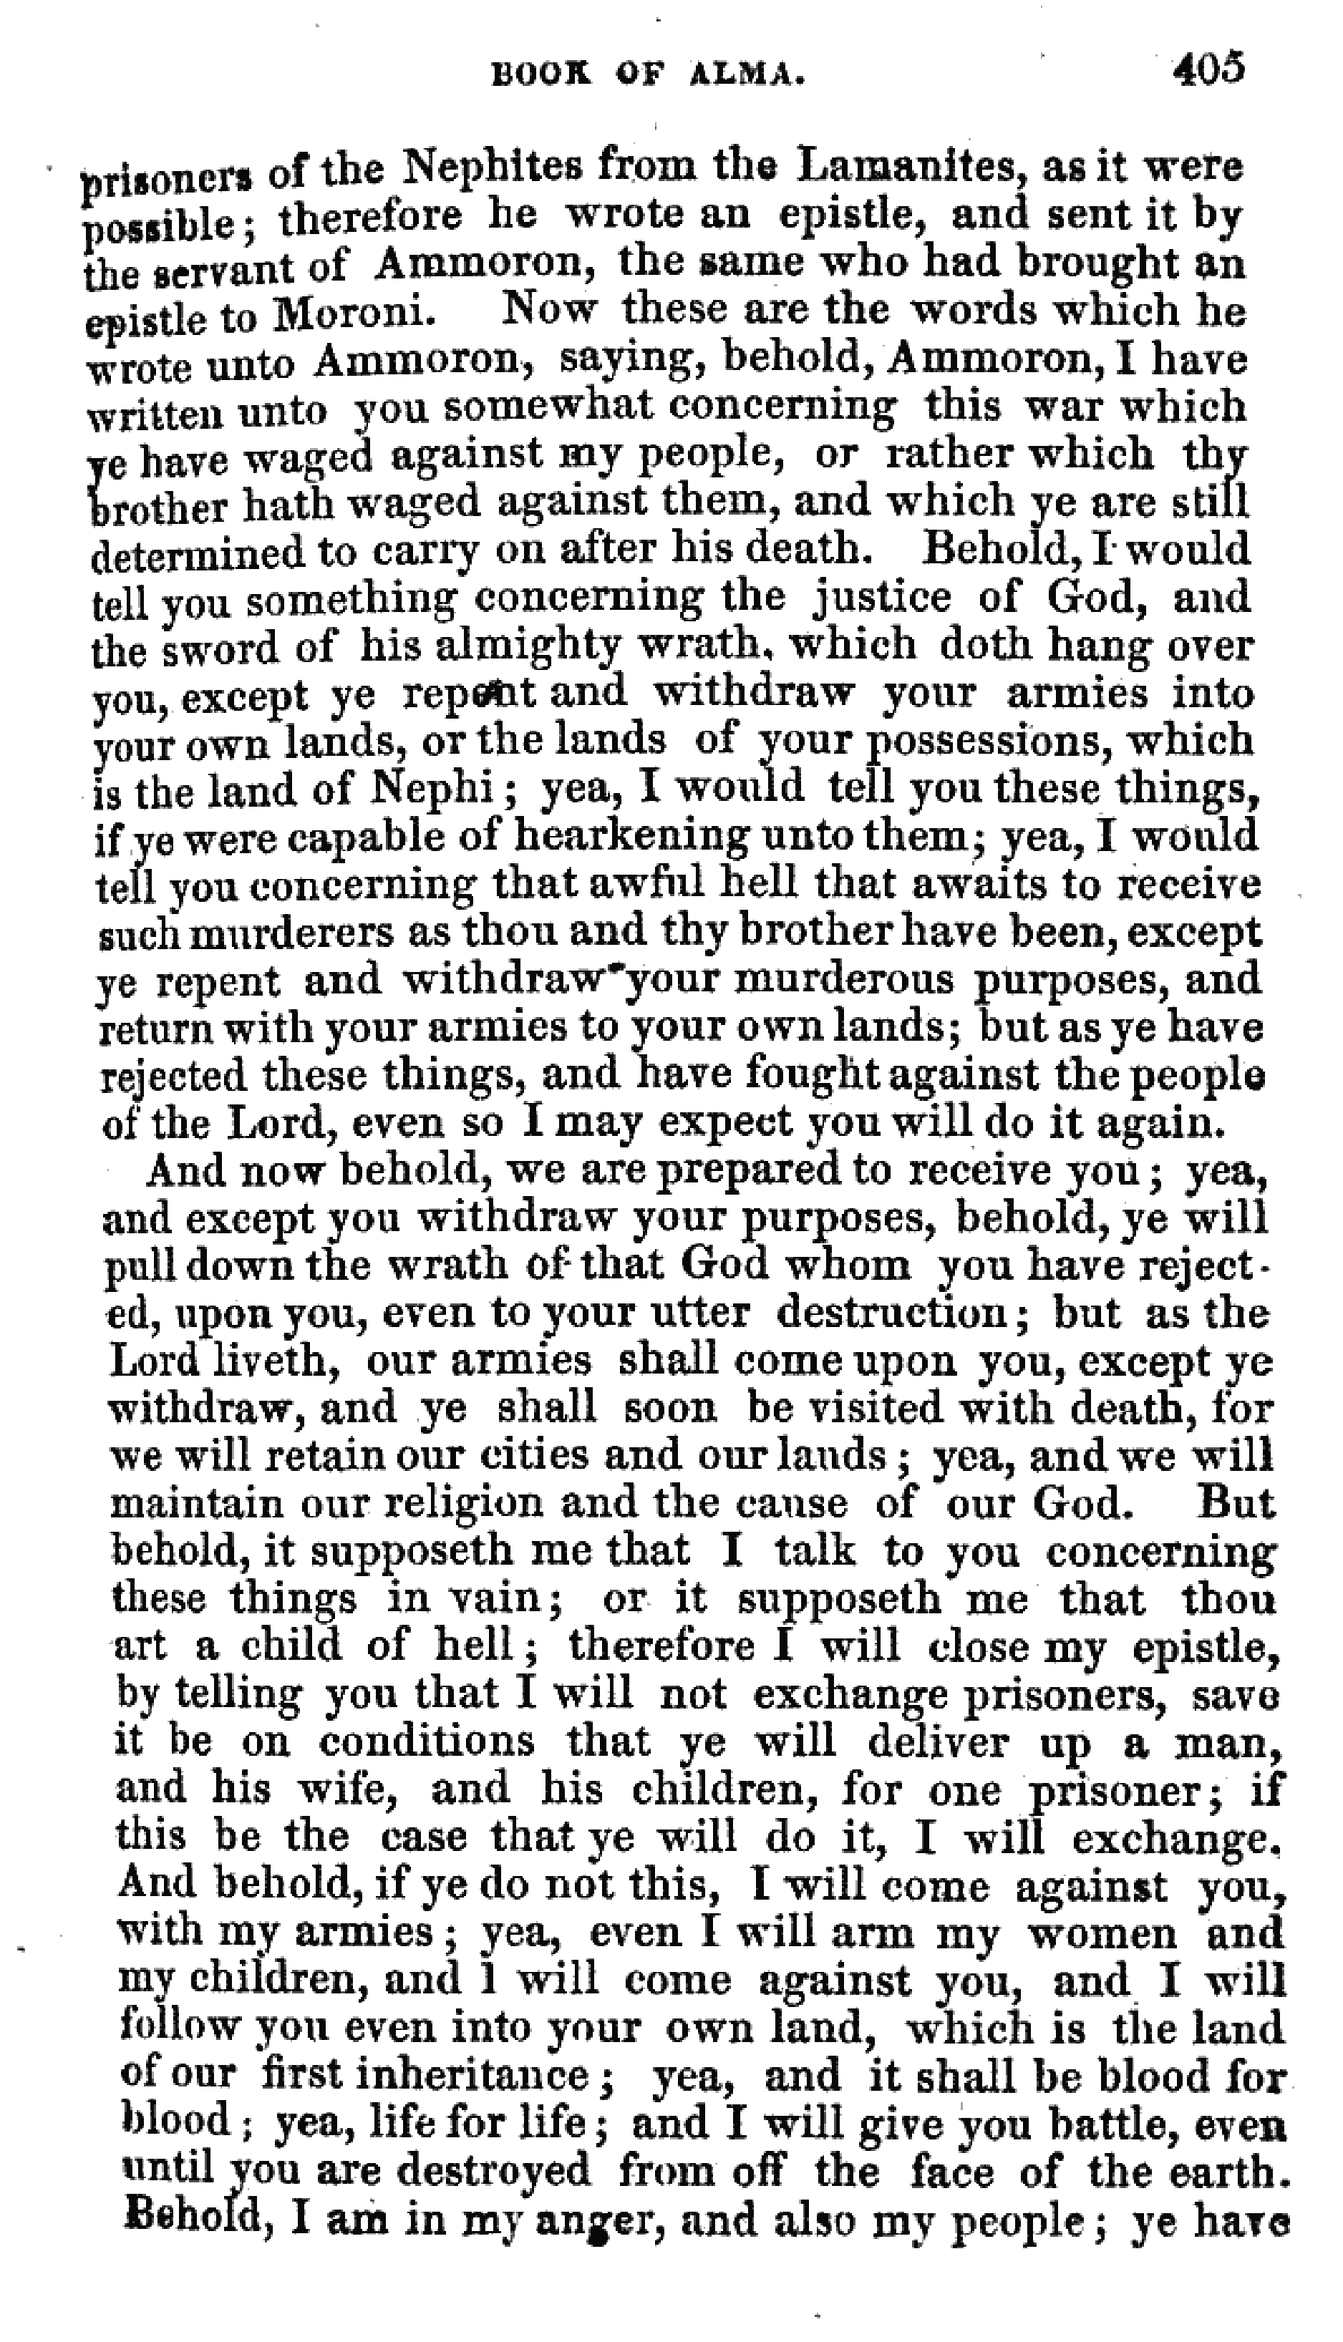 BOOK OF ALMA. 405
prisoners of the Nephites from the Lamanites, as it were
possible; therefore he wrote an epistle, and sent it by
the servant of Ammoron, the same who had brought an
epistle to Moroni. Now these are the words which he
wrote unto Ammoron, saying, behold, Ammoron, I have
written unto you somewhat concerning this war which
ye have waged against my people, or rather which thy
brother hath waged against them, and which ye are still
determined to carry on after his death. Behold, I would
tell you something concerning the justice of God, and
the sword of his almighty wrath, which doth hang over
you, except ye repent and withdraw your armies into
your own lands, or the lands of your possessions, which
is the land of Nephi; yea, I would tell you these things,
if ye were capable of hearkening unto them; yea, I would
tell you concerning that awful hell that awaits to receive
such murderers as thou and thy brother have been, except
ye repent and withdraw your murderous purposes, and
return with your armies to your own lands; but as ye have
rejected these things, and have fought against the people
of the Lord, even so I may expect you will do it again.
And now behold, we are prepared to receive you; yea,
and except you withdraw your purposes, behold, ye will
pull down the wrath of that God whom you have reject-
ed, upon you, even to your utter destruction; but as the
Lord liveth, our armies shall come upon you, except ye
withdraw, and ye shall soon be visited with death, for
we will retain our cities and our lands; yea, and we will
maintain our religion and the cause of our God. But
behold, it supposeth me that I talk to you concerning
these things in vain; or it supposeth me that thou
art a child of hell; therefore I will close my epistle,
by telling you that I will not exchange prisoners, save
it be on conditions that ye will deliver up a man,
and his wife, and his children, for one prisoner; if
this be the case that ye will do it, I will exchange.
And behold, if ye do not this, I will come against you,
with my armies; yea, even I will arm my women and
my children, and I will come against you, and I will
follow you even into your own land, which is the land
of our first inheritance; yea, and it shall be blood for
blood; yea, life for life; and I will give you battle, even
until you are destroyed from off the face of the earth.
Behold, I am in my anger, and also my people; ye have